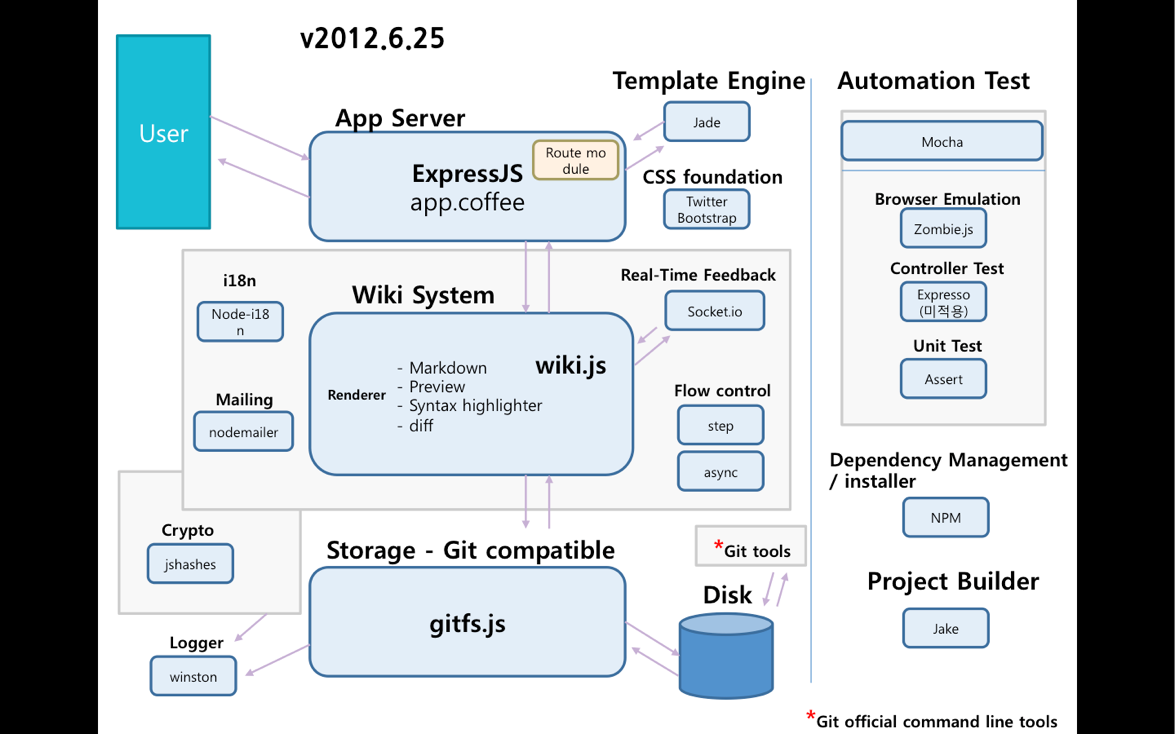 v2012.6.25
User
App Server
ExpressJS
app.coffee
Route mo
dule
Template Engine
Jade
CSS foundation
Twitter
Bootstrap
i18n
Node-i18
n
Mailing
nodemailer
Wiki System
wiki.js
Renderer
- Markdown
- Preview
- Syntax highlighter
- diff
Real-Time Feedback
Socket.io
Flow control
step
async
Crypto
jshashes
Logger
winston
Storage - Git compatible
gitfs.js
*Git tools
Disk
Automation Test
Mocha
Browser Emulation
Zombie.js
Controller Test
Expresso
(미적용)
Unit Test
Assert
Dependency Management
/ installer
NPM
Project Builder
Jake
*Git official command line tools